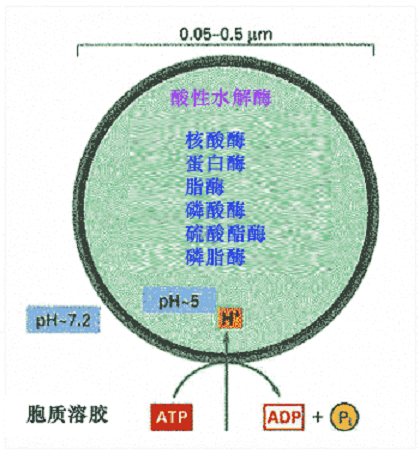 0.05-0.5 μm
酸性水解酶
核酸酶
蛋白酶
脂酶
磷酸酶
硫酸酯酶
磷脂酶
pH~5
pH~7.2
H⁺
胞质溶胶
ATP
ADP + Pi